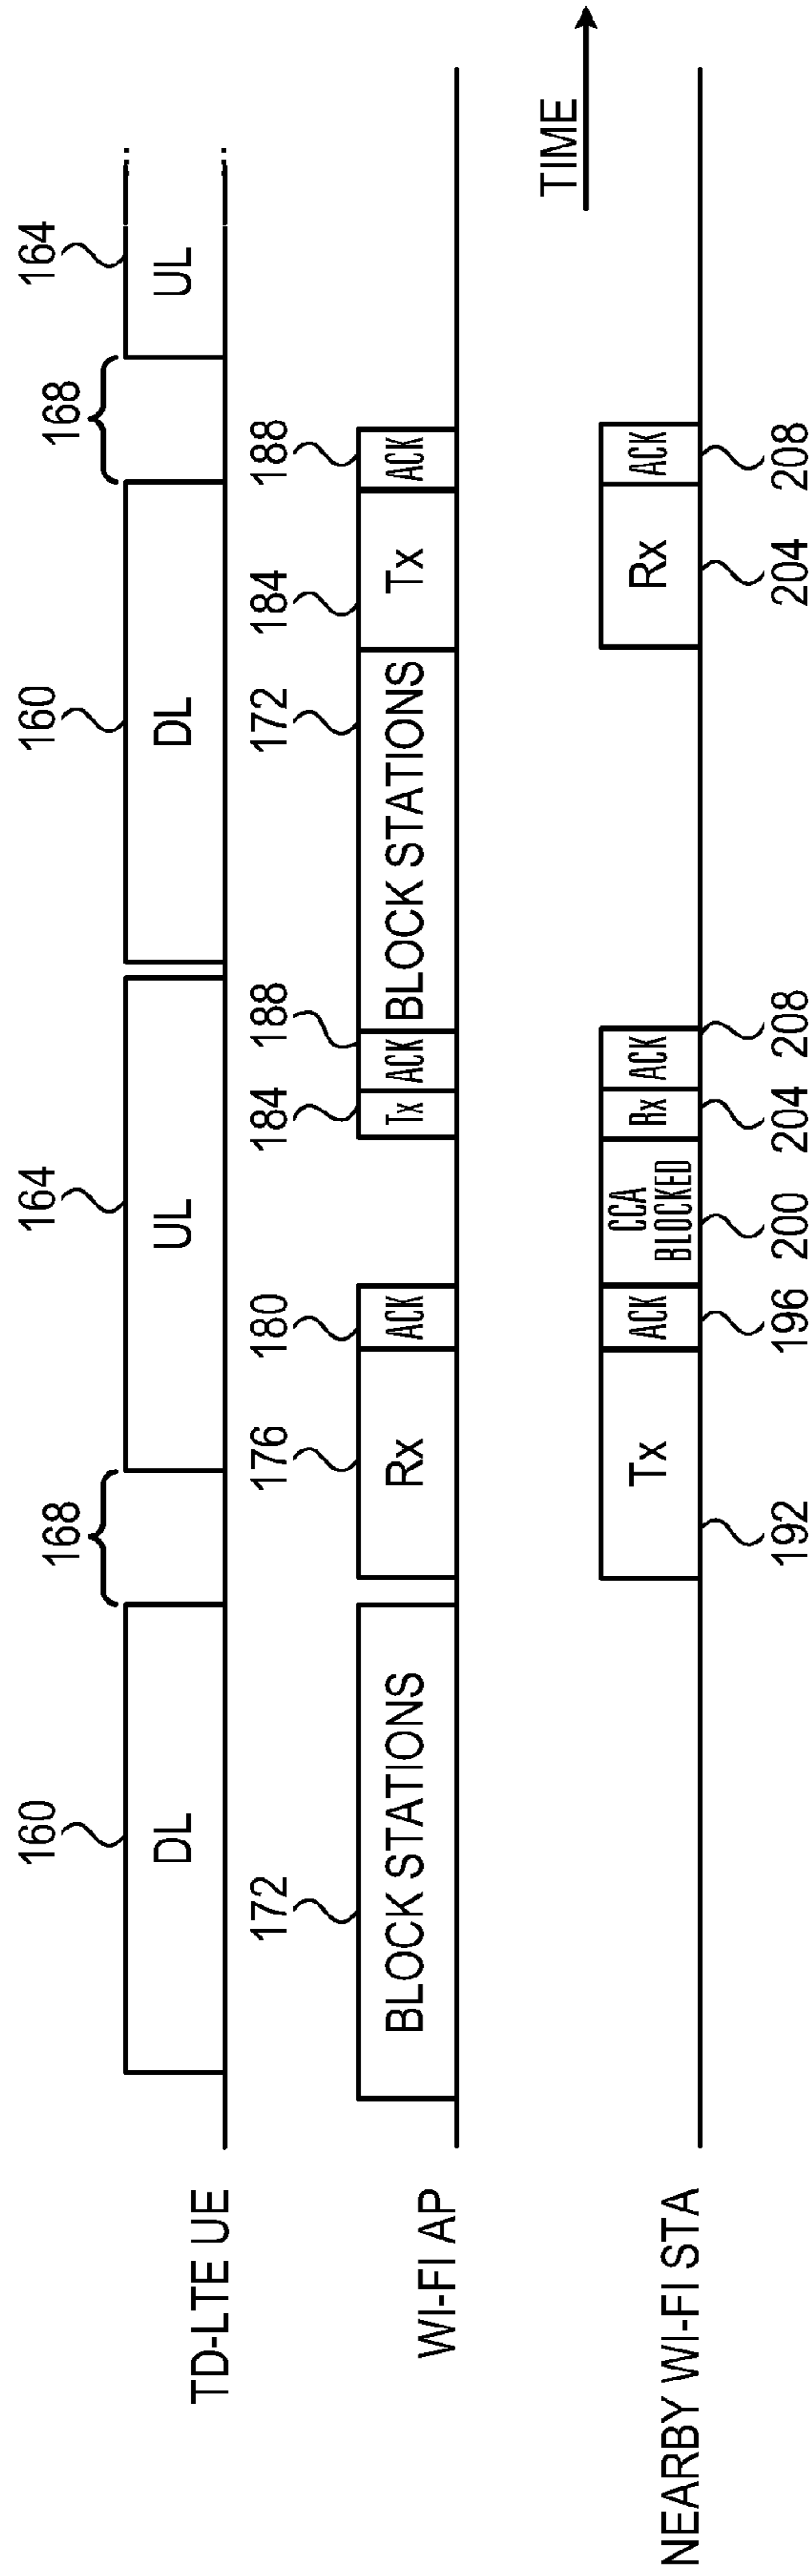 160
168
164
160
168
164
TD-LTE UE
DL
UL
DL
UL
172
176
180
184
188
172
184
188
WI-FI AP
BLOCK STATIONS
Rx
ACK
Tx
ACK
BLOCK STATIONS
Tx
ACK
TIME
NEARBY WI-FI STA
Tx
ACK
CCA
BLOCKED
Rx
ACK
Rx
ACK
192
196
200
204
208
204
208